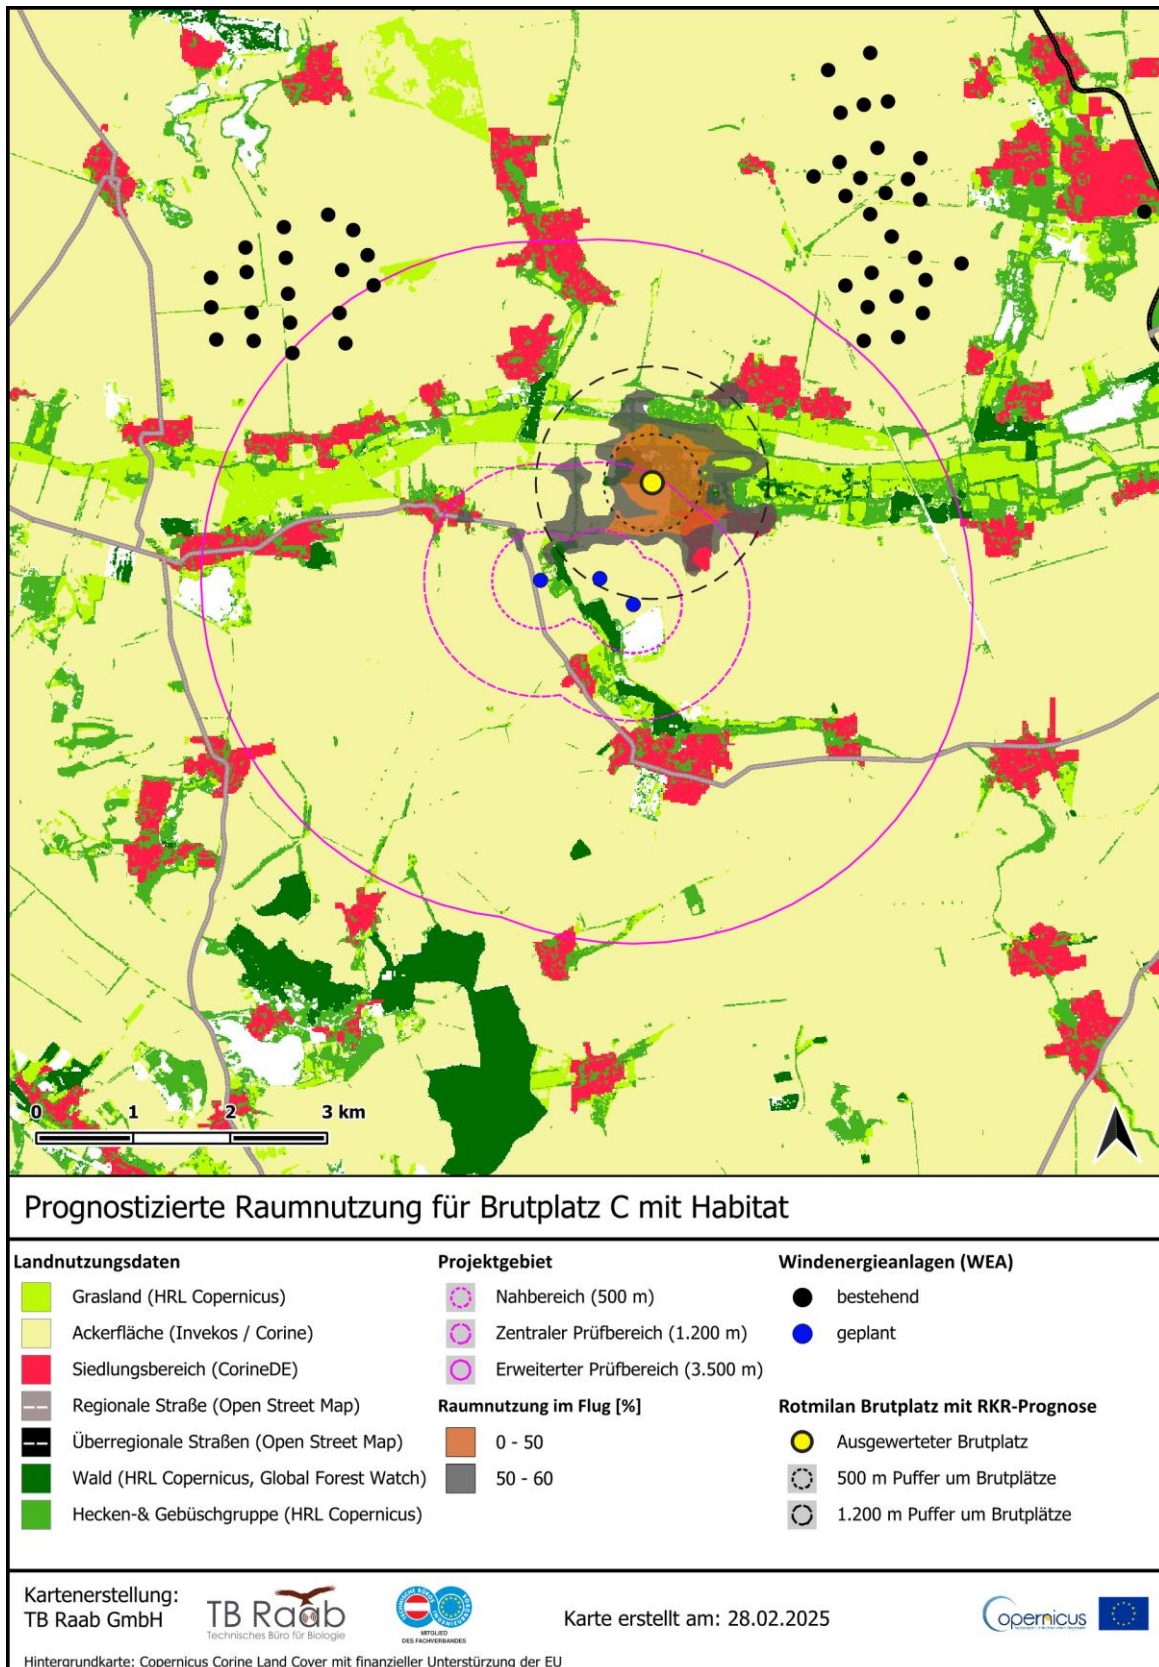 0 1 2 3 km
Prognostizierte Raumnutzung für Brutplatz C mit Habitat
Landnutzungsdaten
Grasland (HRL Copernicus)
Ackerfläche (Invekos / Corine)
Siedlungsbereich (CorineDE)
Regionale Straße (Open Street Map)
Überregionale Straßen (Open Street Map)
Wald (HRL Copernicus, Global Forest Watch)
Hecken-& Gebüschgruppe (HRL Copernicus)
Projektgebiet
Nahbereich (500 m)
Zentraler Prüfbereich (1.200 m)
Erweiterter Prüfbereich (3.500 m)
Raumnutzung im Flug [%]
0 - 50
50 - 60
Windenergieanlagen (WEA)
bestehend
geplant
Rotmilan Brutplatz mit RKR-Prognose
Ausgewerteter Brutplatz
500 m Puffer um Brutplätze
1.200 m Puffer um Brutplätze
Kartenerstellung:
TB Raab GmbH
TB Raab
Technisches Büro für Biologie
MITGLIED
DES FACHVERBANDES
Karte erstellt am: 28.02.2025
opernicus
Hintergrundkarte: Copernicus Corine Land Cover mit finanzieller Unterstürzung der EU